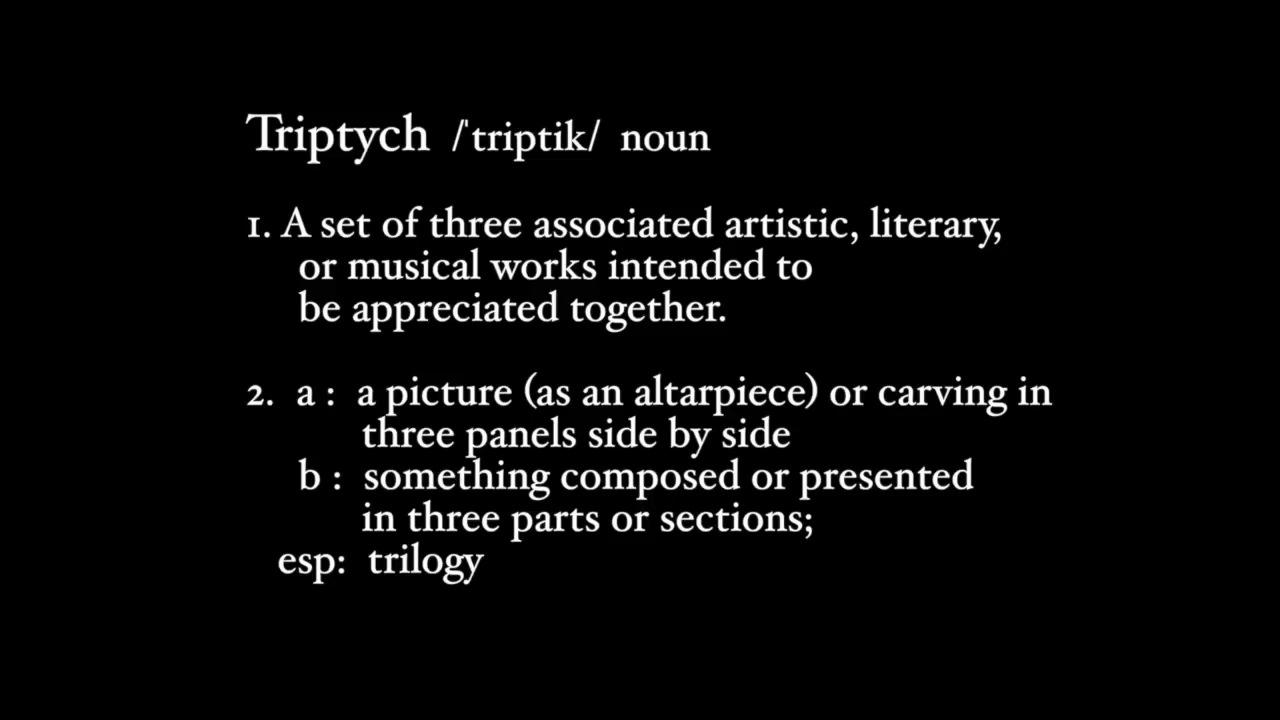 Triptych /ˈtriptik/ noun
1. A set of three associated artistic, literary,
or musical works intended to
be appreciated together.
2. a : a picture (as an altarpiece) or carving in
three panels side by side
b : something composed or presented
in three parts or sections;
esp: trilogy